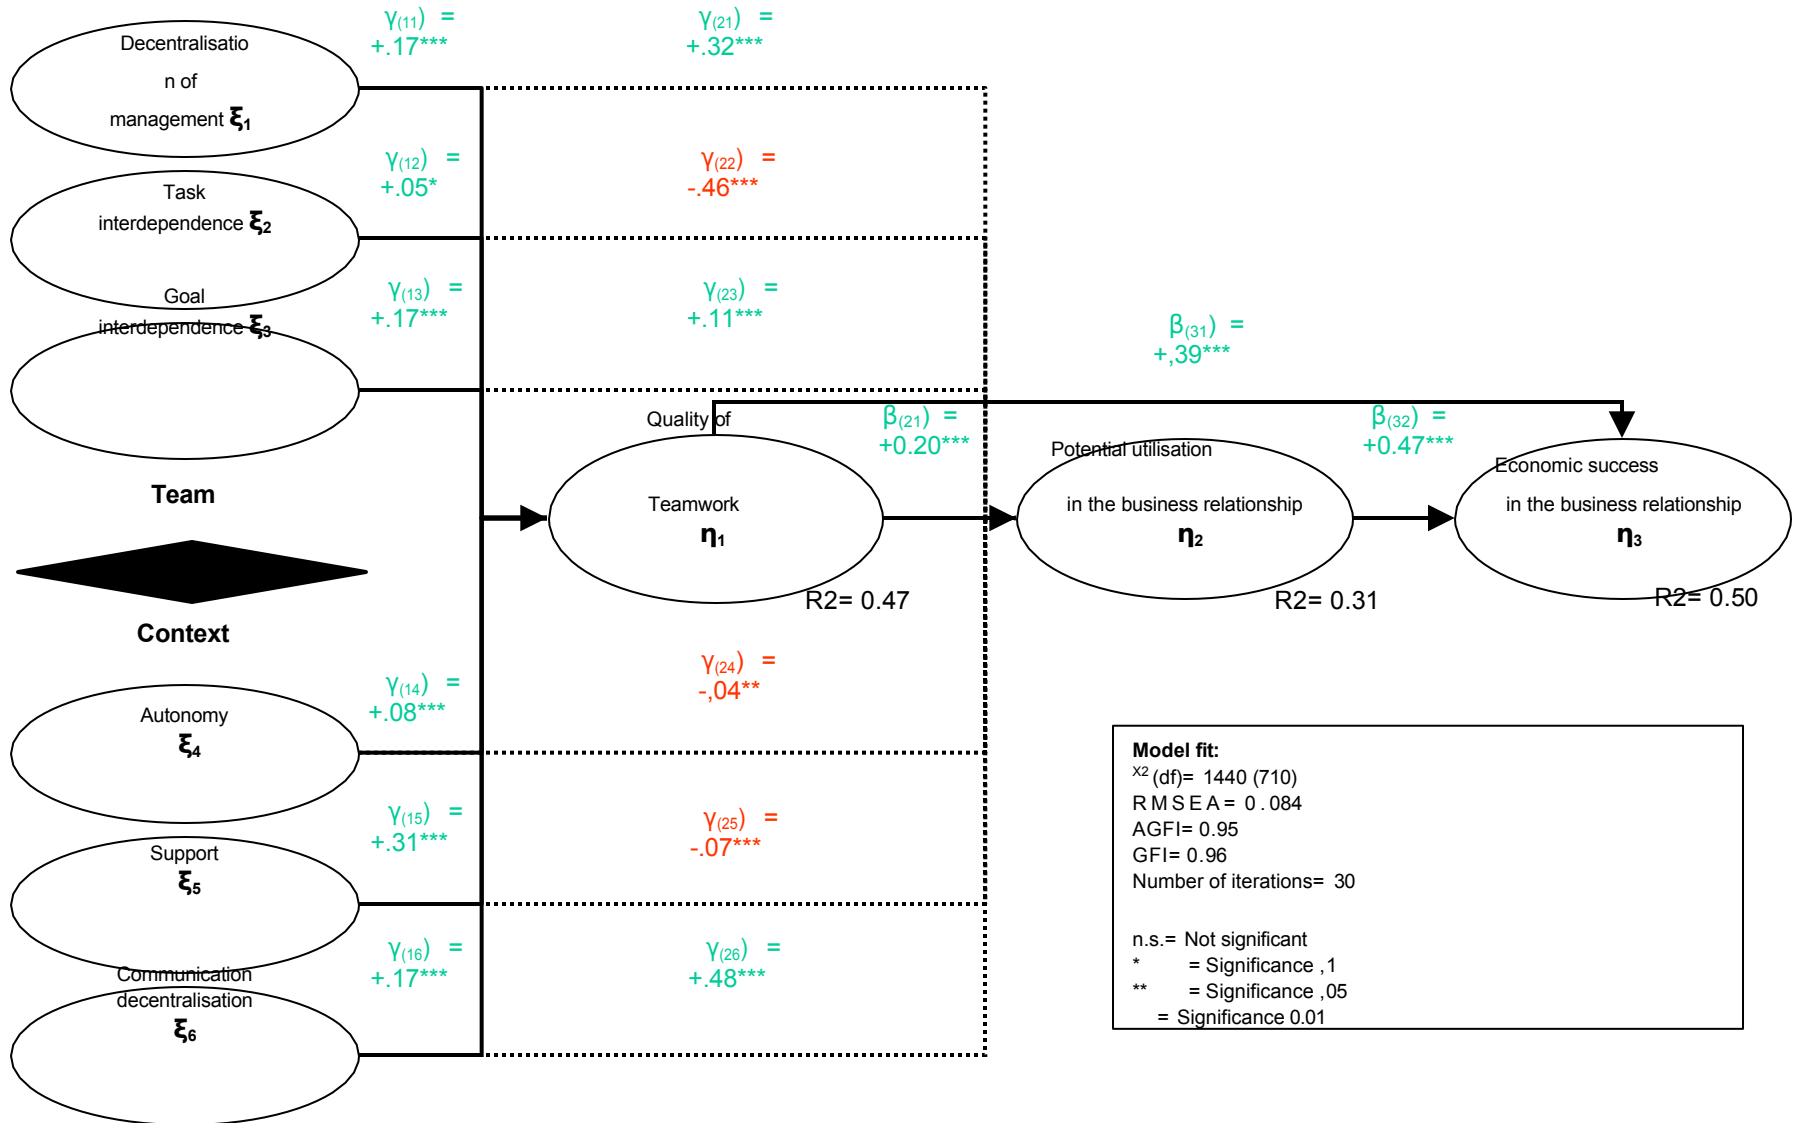 γ(11) =
+.17***
γ(21) =
+.32***
Decentralisatio
n of
management ξ1
γ(12) =
+.05*
γ(22) =
-.46***
Task
interdependence ξ2
Goal
interdependence ξ3
γ(13) =
+.17***
γ(23) =
+.11***
β(31) =
+,39***
Quality of
Teamwork
η1
R2= 0.47
β(21) =
+0.20***
Potential utilisation
in the business relationship
η2
R2= 0.31
β(32) =
+0.47***
Economic success
in the business relationship
η3
R2= 0.50
Team
Context
γ(14) =
+.08***
γ(24) =
-,04**
Autonomy
ξ4
γ(15) =
+.31***
γ(25) =
-.07***
Support
ξ5
γ(16) =
+.17***
γ(26) =
+.48***
Communication
decentralisation
ξ6
Model fit:
X2 (df)= 1440 (710)
RMSEA= 0.084
AGFI= 0.95
GFI= 0.96
Number of iterations= 30
n.s.= Not significant
* = Significance ,1
** = Significance ,05
= Significance 0.01